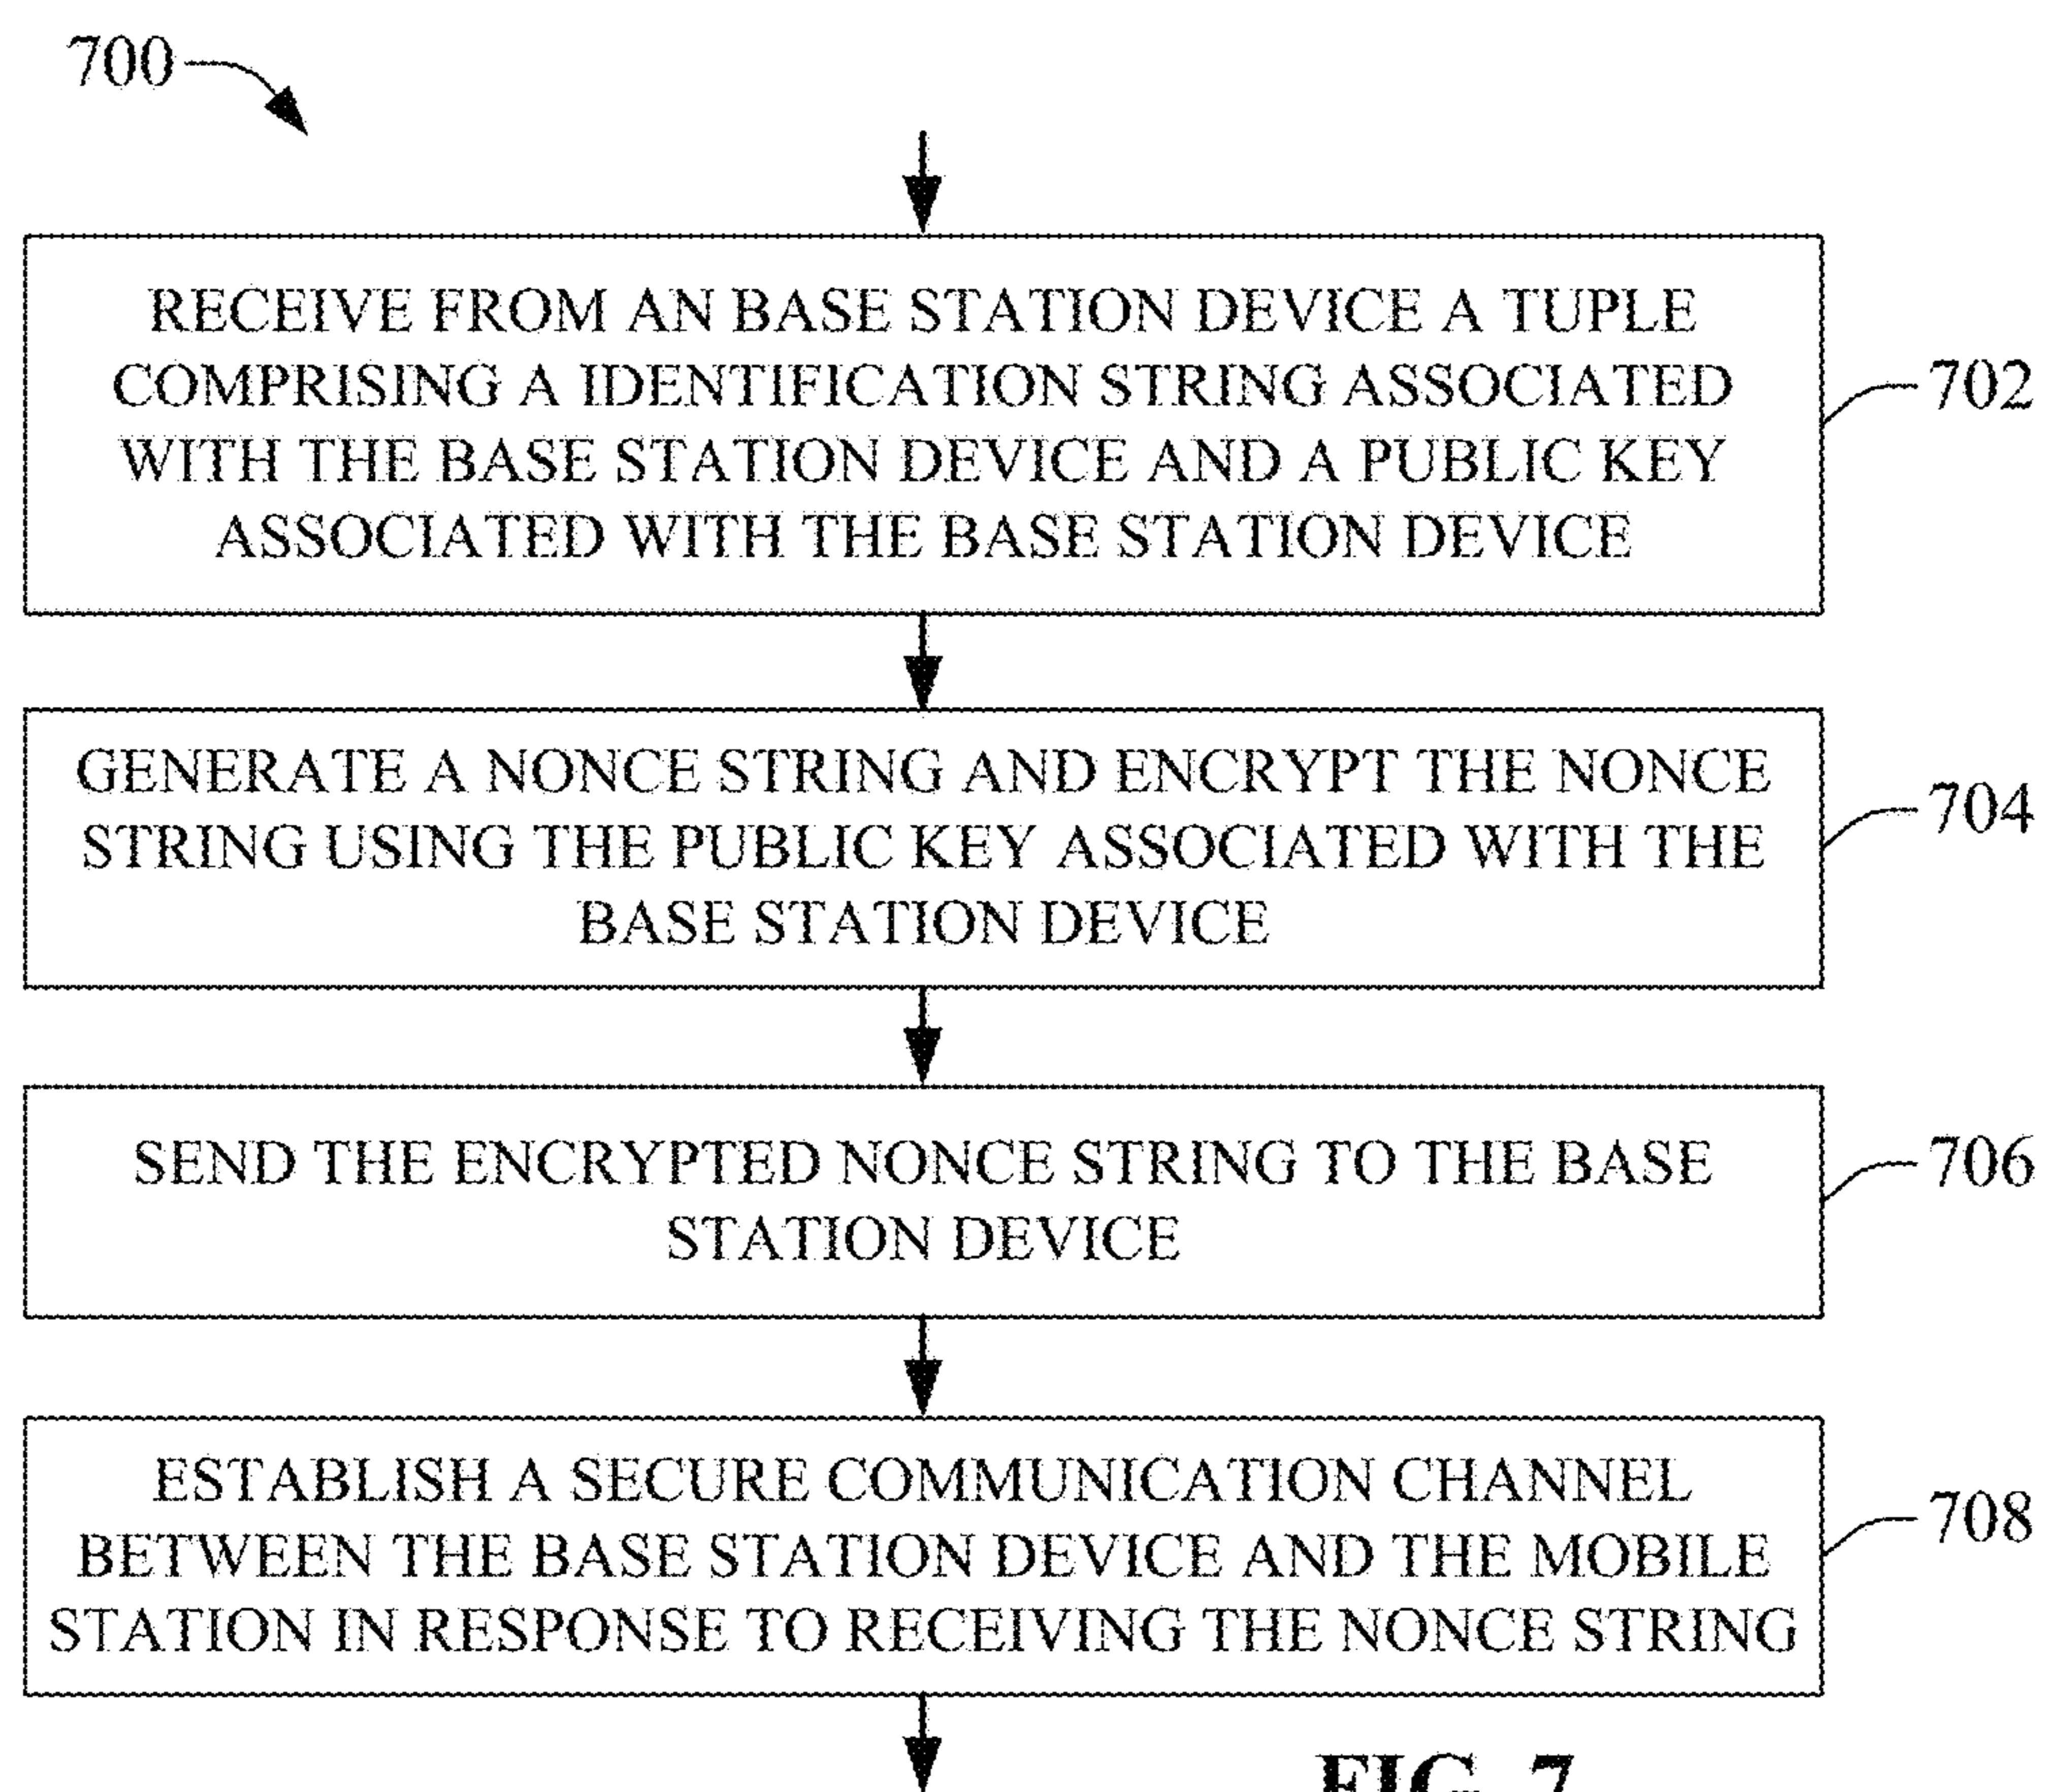 700
RECEIVE FROM AN BASE STATION DEVICE A TUPLE
COMPRISING A IDENTIFICATION STRING ASSOCIATED
WITH THE BASE STATION DEVICE AND A PUBLIC KEY
ASSOCIATED WITH THE BASE STATION DEVICE
702
GENERATE A NONCE STRING AND ENCRYPT THE NONCE
STRING USING THE PUBLIC KEY ASSOCIATED WITH THE
BASE STATION DEVICE
704
SEND THE ENCRYPTED NONCE STRING TO THE BASE
STATION DEVICE
706
ESTABLISH A SECURE COMMUNICATION CHANNEL
BETWEEN THE BASE STATION DEVICE AND THE MOBILE
STATION IN RESPONSE TO RECEIVING THE NONCE STRING
708
FIG. 7